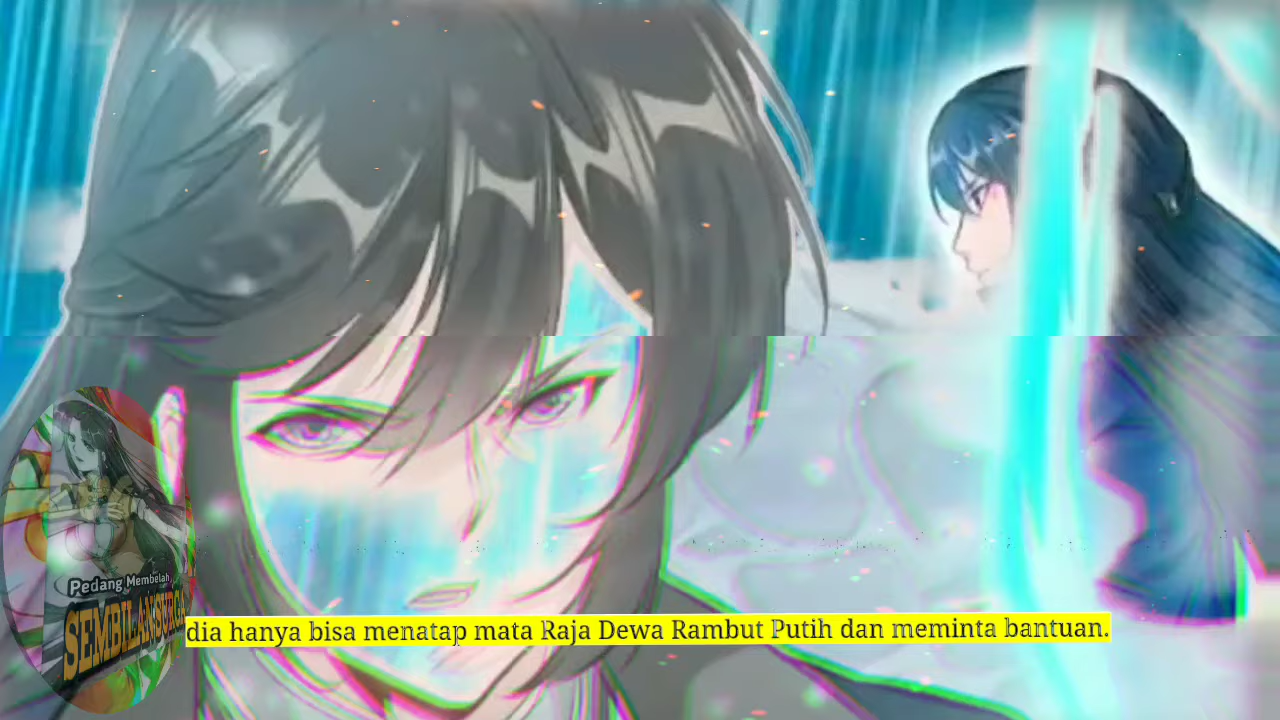 Pedang Membelah
SEMBILAN SURGA
dia hanya bisa menatap mata Raja Dewa Rambut Putih dan meminta bantuan.